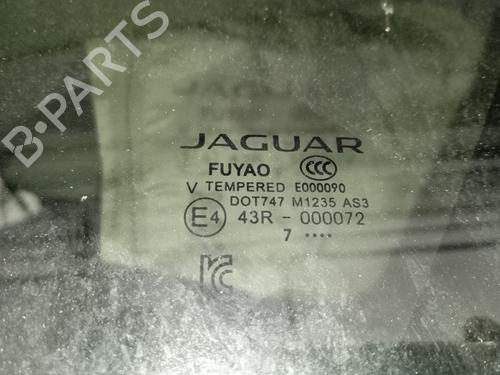 B-PARTS
JAGUAR
FUYAO CCC
V TEMPERED E000090
DOT747 M1235 AS3
E4 43R - 000072
7 ....